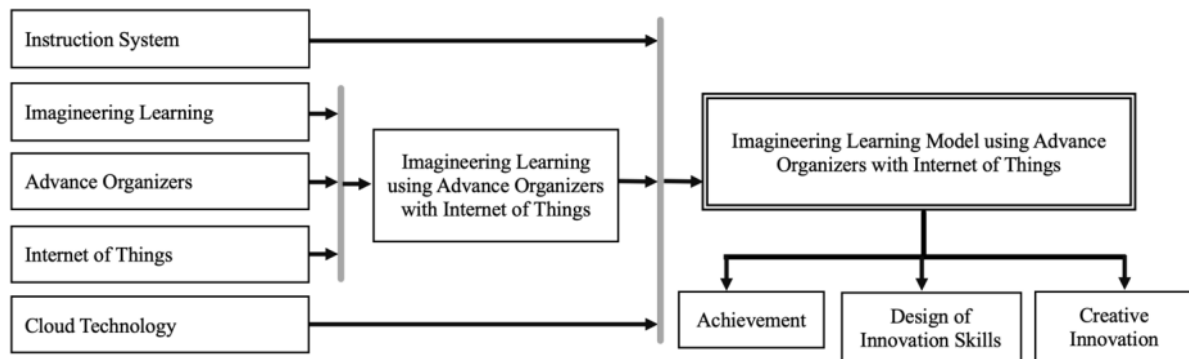 Instruction System
Imagineering Learning
Advance Organizers
Internet of Things
Cloud Technology
Imagineering Learning
using Advance Organizers
with Internet of Things
Imagineering Learning Model using Advance
Organizers with Internet of Things
Achievement
Design of
Innovation Skills
Creative
Innovation